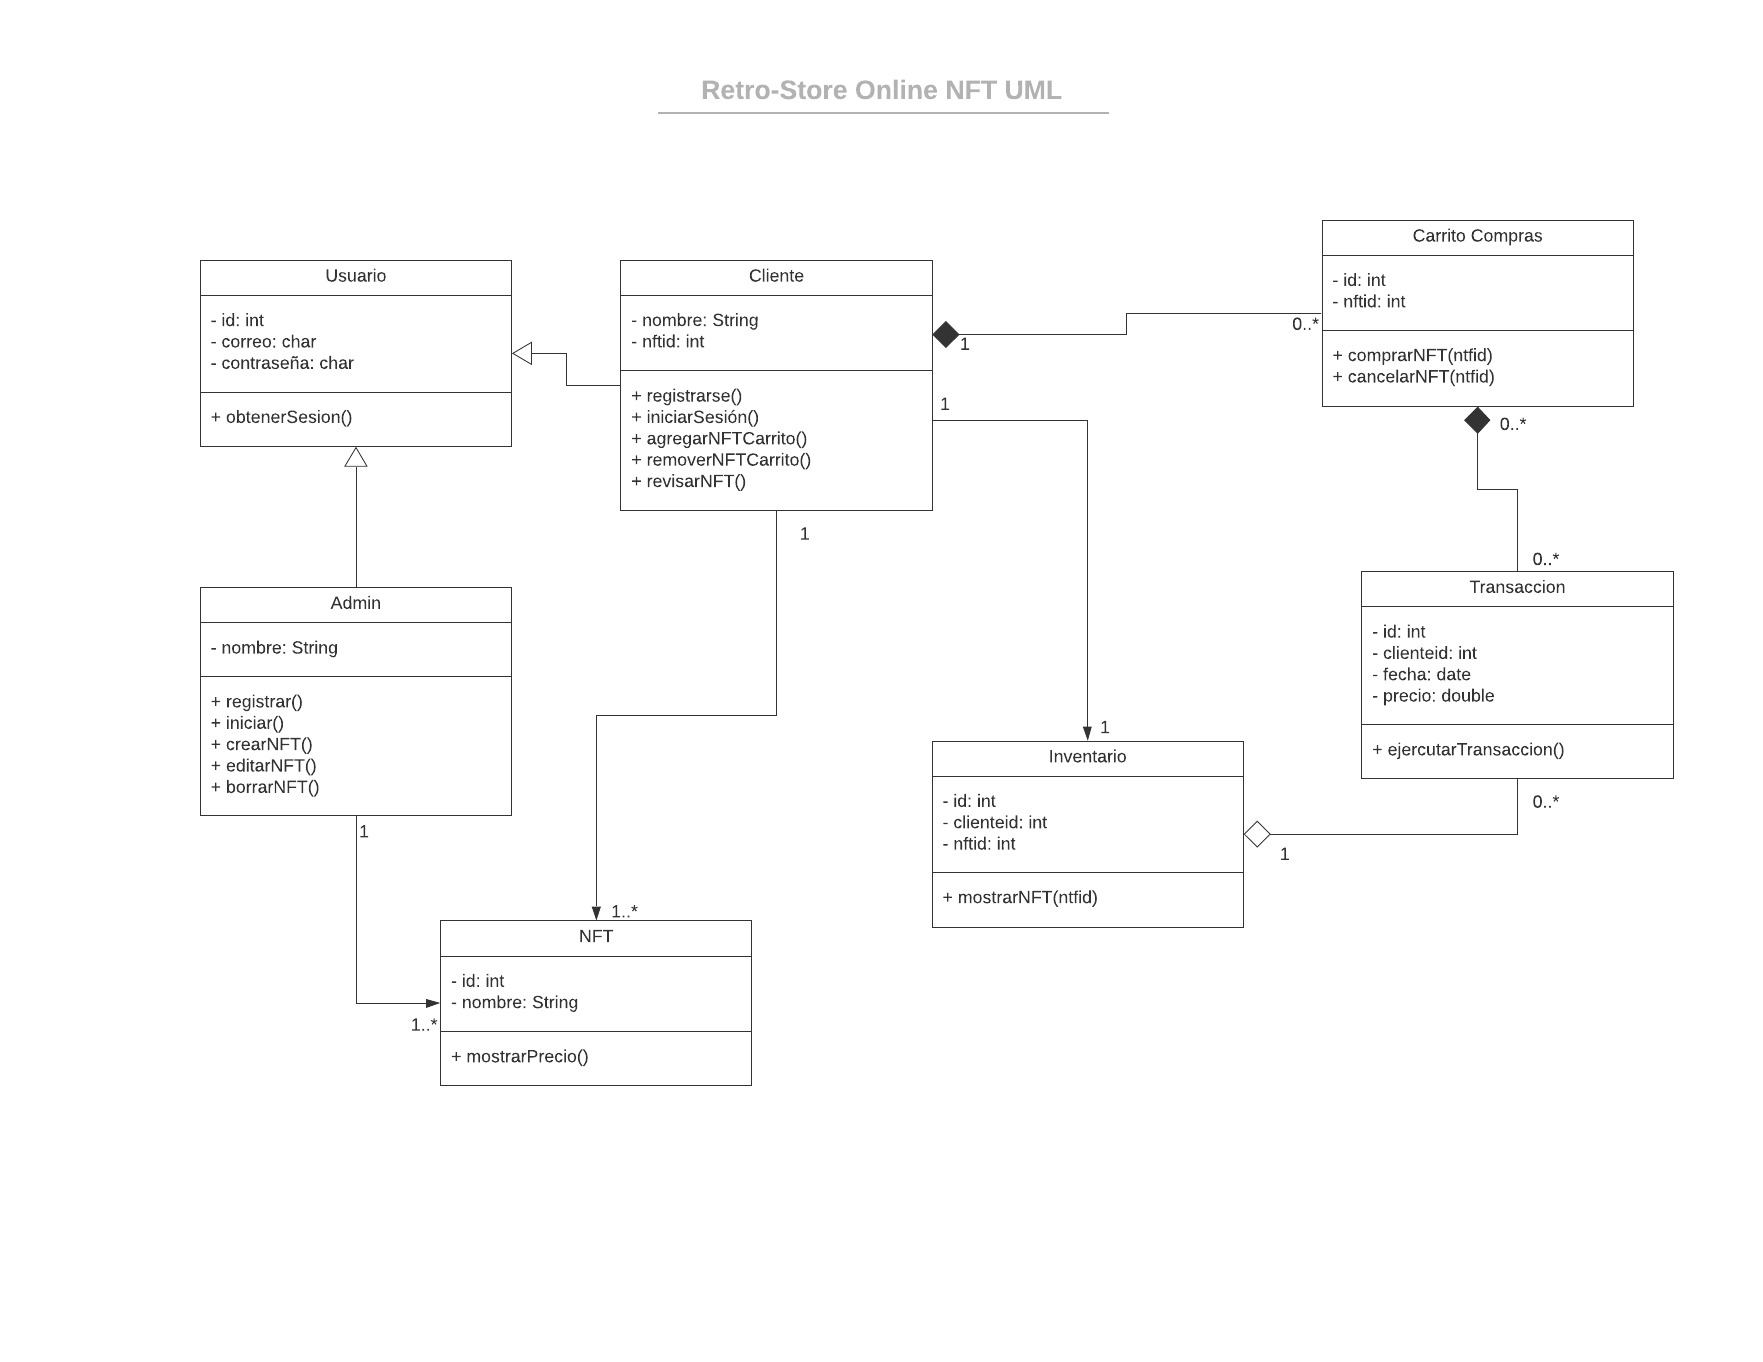 Retro-Store Online NFT UML
Usuario
- id: int
- correo: char
- contraseña: char
+ obtenerSesion()
Cliente
- nombre: String
- nftid: int
+ registrarse()
+ iniciarSesión()
+ agregarNFTCarrito()
+ removerNFTCarrito()
+ revisarNFT()
1
0..*
1
1
Carrito Compras
- id: int
- nftid: int
+ comprarNFT(ntfid)
+ cancelarNFT(ntfid)
0..*
0..*
Admin
- nombre: String
+ registrar()
+ iniciar()
+ crearNFT()
+ editarNFT()
+ borrarNFT()
1
1..*
1..*
NFT
- id: int
- nombre: String
+ mostrarPrecio()
1
Inventario
- id: int
- clienteid: int
- nftid: int
+ mostrarNFT(ntfid)
1
Transaccion
- id: int
- clienteid: int
- fecha: date
- precio: double
+ ejercutarTransaccion()
0..*